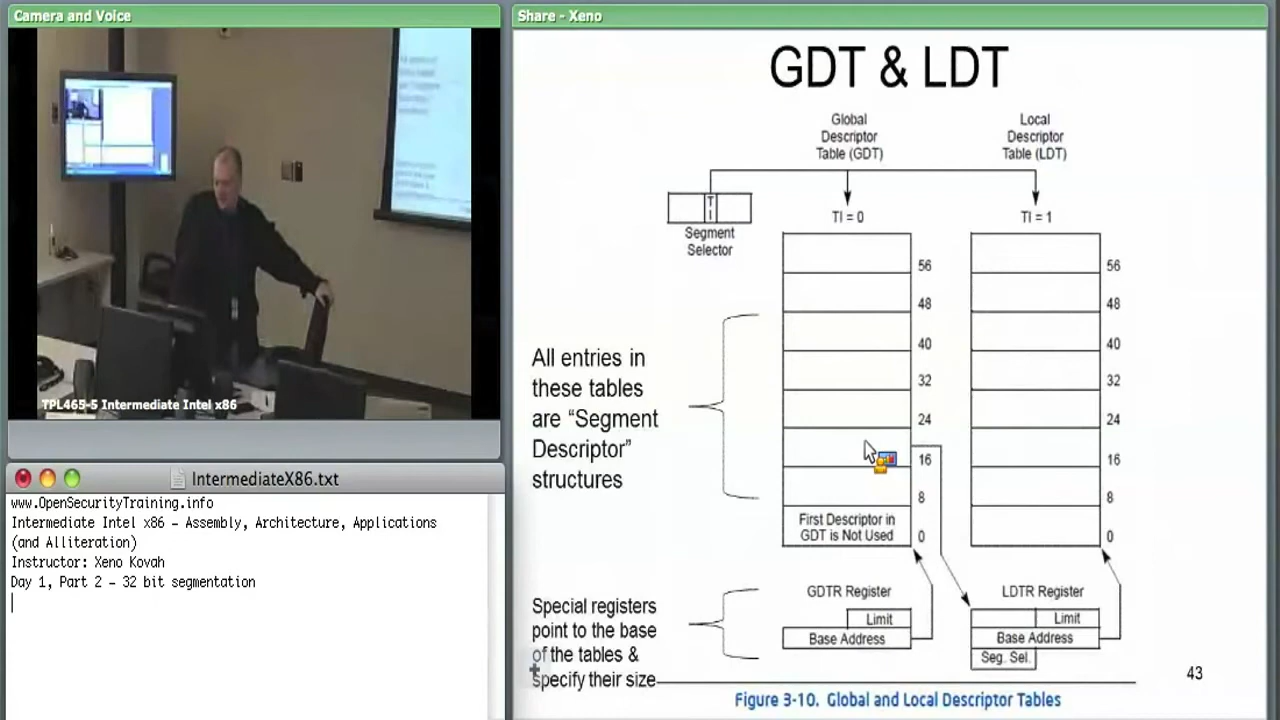 Camera and Voice
TPL465-5 Intermediate Intel x86
IntermediateX86.txt
www.OpenSecurityTraining.info
Intermediate Intel x86 – Assembly, Architecture, Applications
(and Alliteration)
Instructor: Xeno Kovah
Day 1, Part 2 – 32 bit segmentation
Share - Xeno
GDT & LDT
Global
Descriptor
Table (GDT)
Local
Descriptor
Table (LDT)
T
I
Segment
Selector
TI = 0
TI = 1
56
48
40
32
24
16
8
0
56
48
40
32
24
16
8
0
First Descriptor in
GDT is Not Used
All entries in
these tables
are “Segment
Descriptor”
structures
Special registers
point to the base
of the tables &
specify their size
GDTR Register
Limit
Base Address
LDTR Register
Limit
Base Address
Seg. Sel.
43
Figure 3-10. Global and Local Descriptor Tables